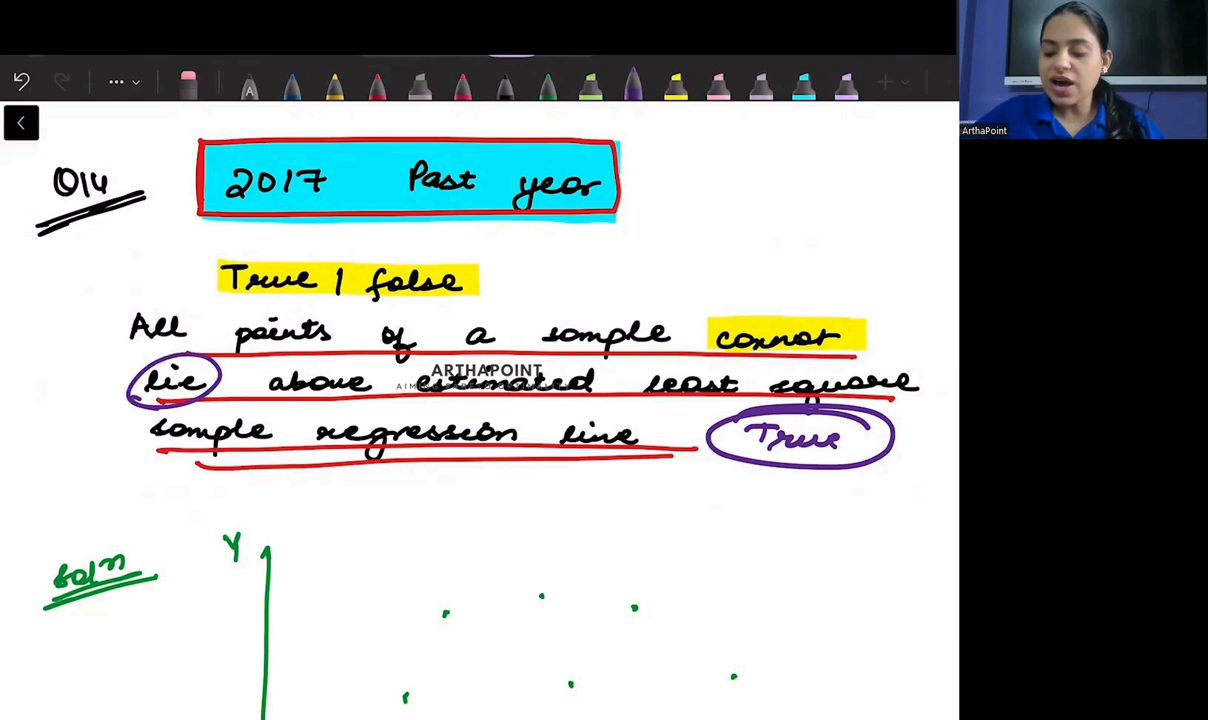 Q14
2017 Past year
True / false
All points of a sample cannot
lie above estimated least square
ARTHAPOINT
sample regression line True
Soln
Y
A
ArthaPoint